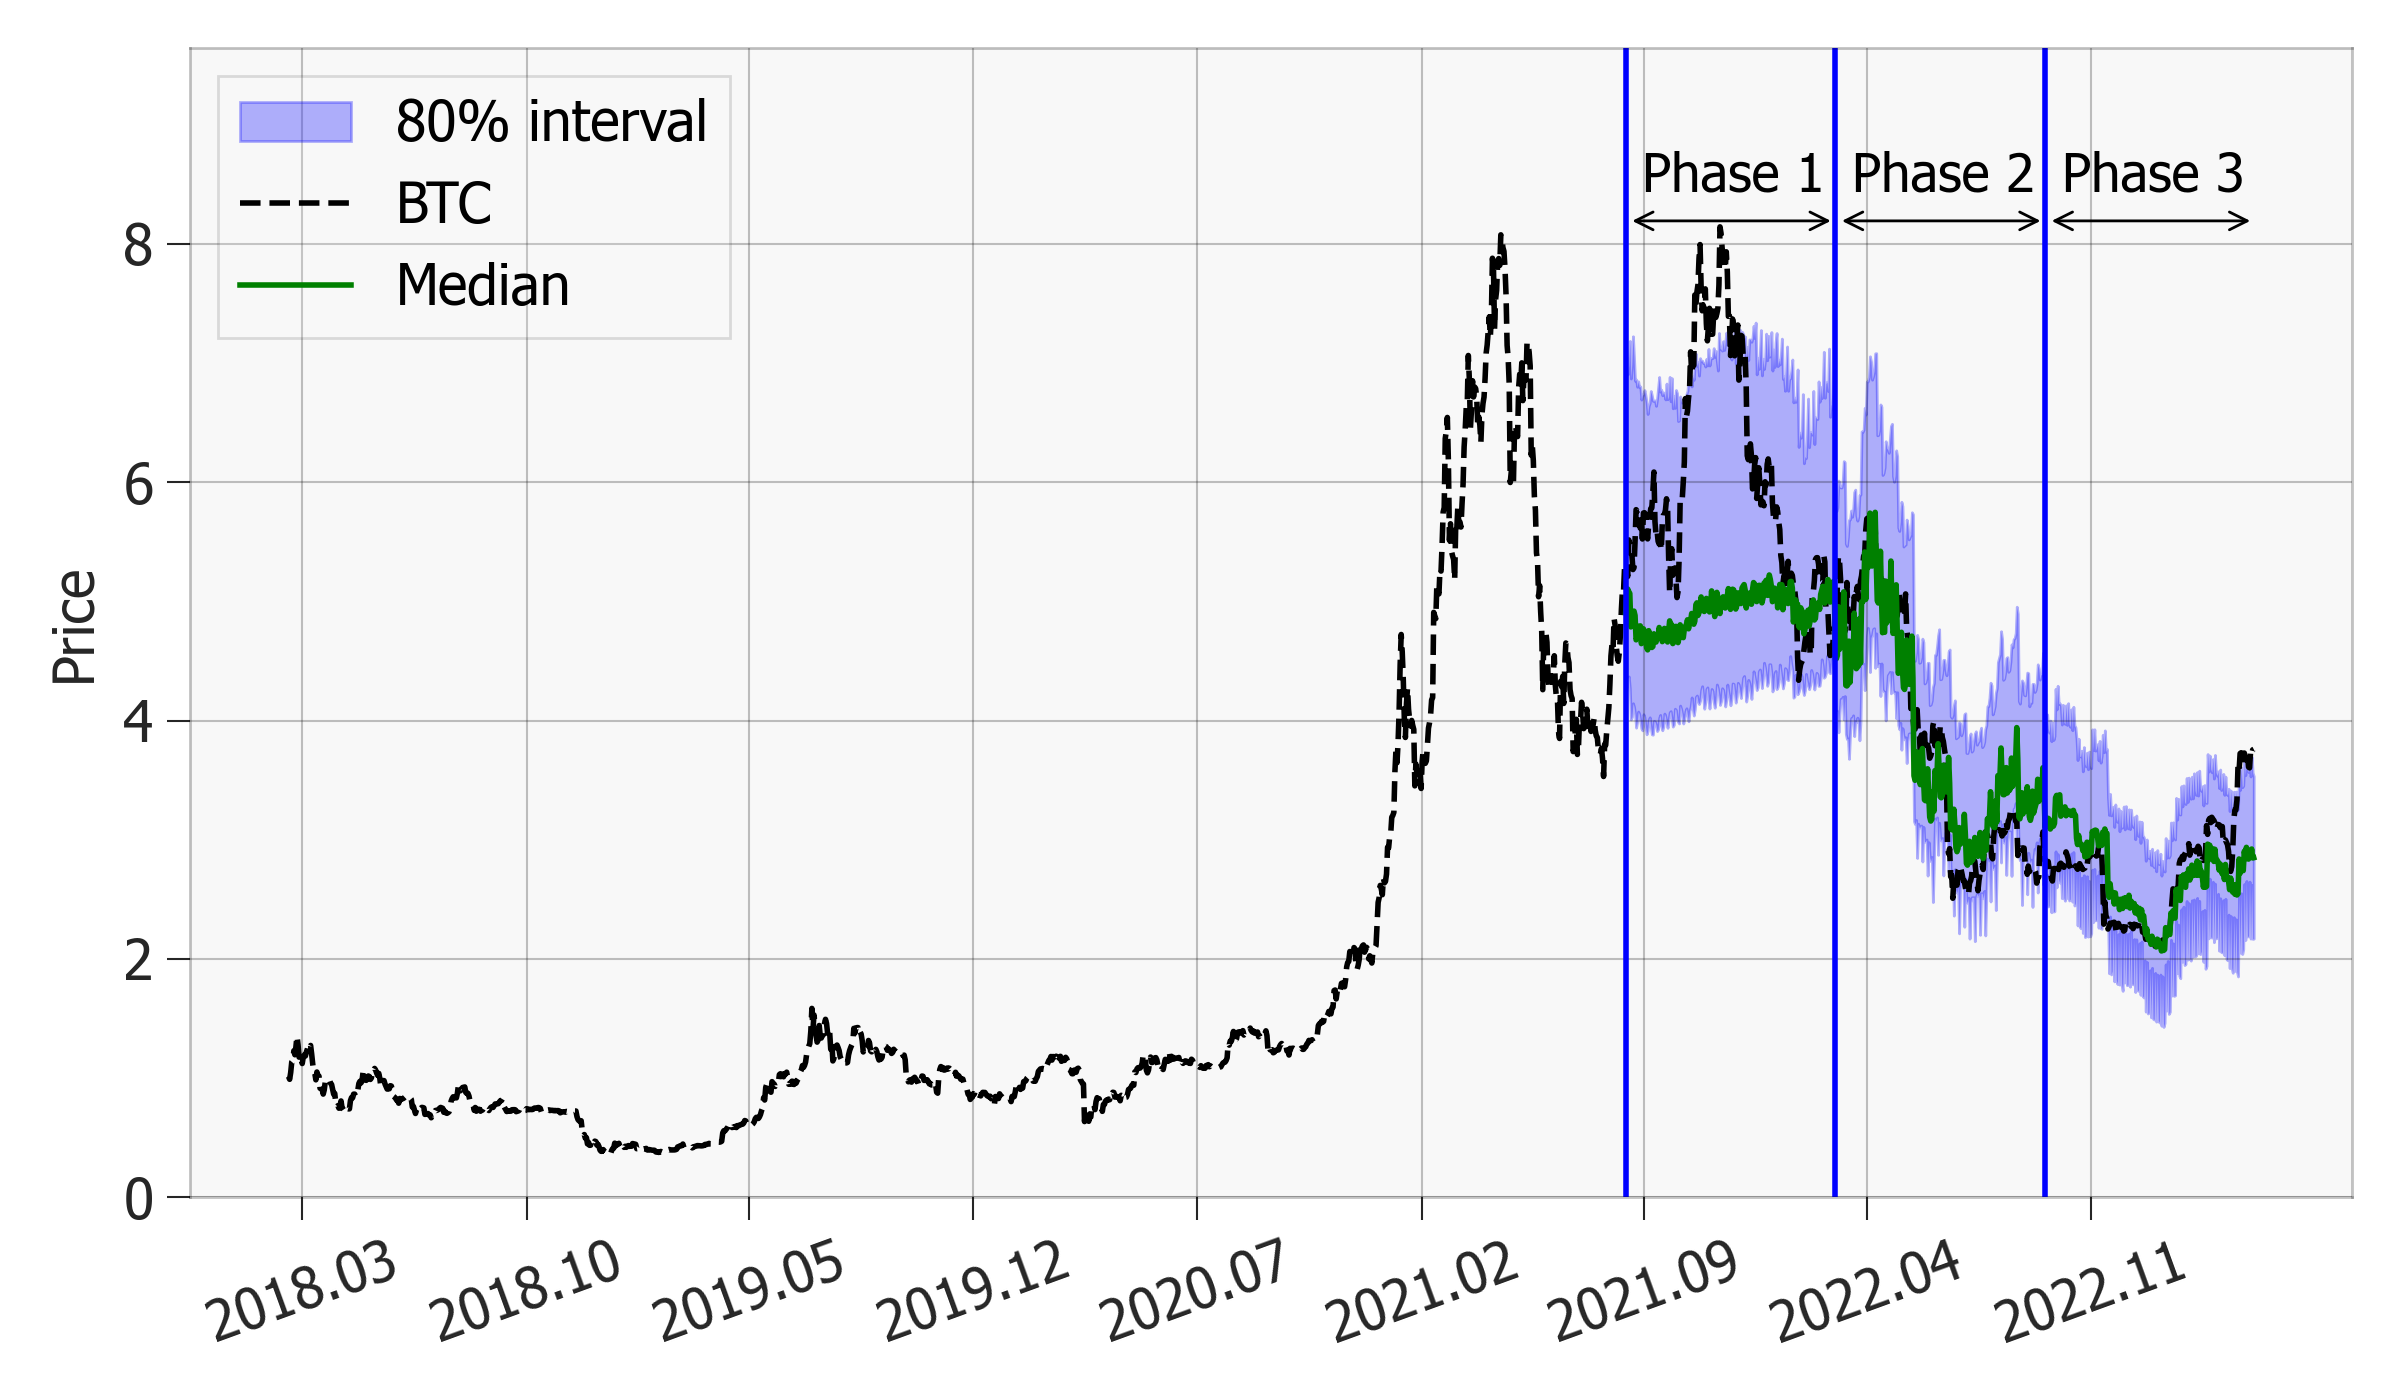 80% interval
BTC
Median
Phase 1
Phase 2
Phase 3
Price
8
6
4
2
0
2018.03
2018.10
2019.05
2019.12
2020.07
2021.02
2021.09
2022.04
2022.11